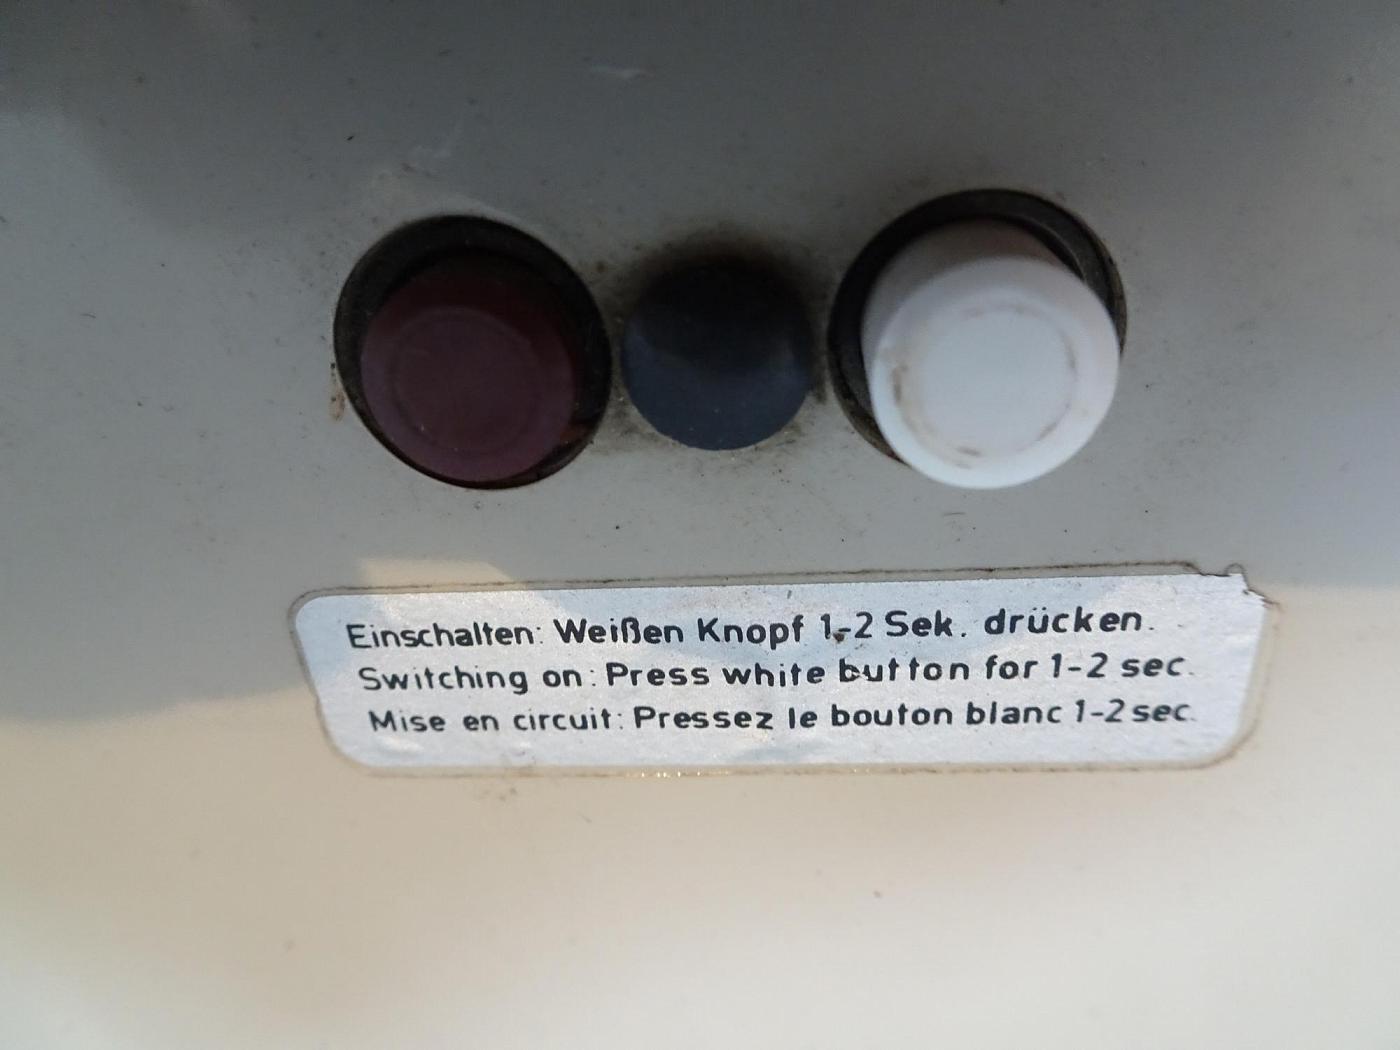 Einschalten: Weißen Knopf 1-2 Sek. drücken.
Switching on: Press white button for 1-2 sec.
Mise en circuit: Pressez le bouton blanc 1-2 sec.